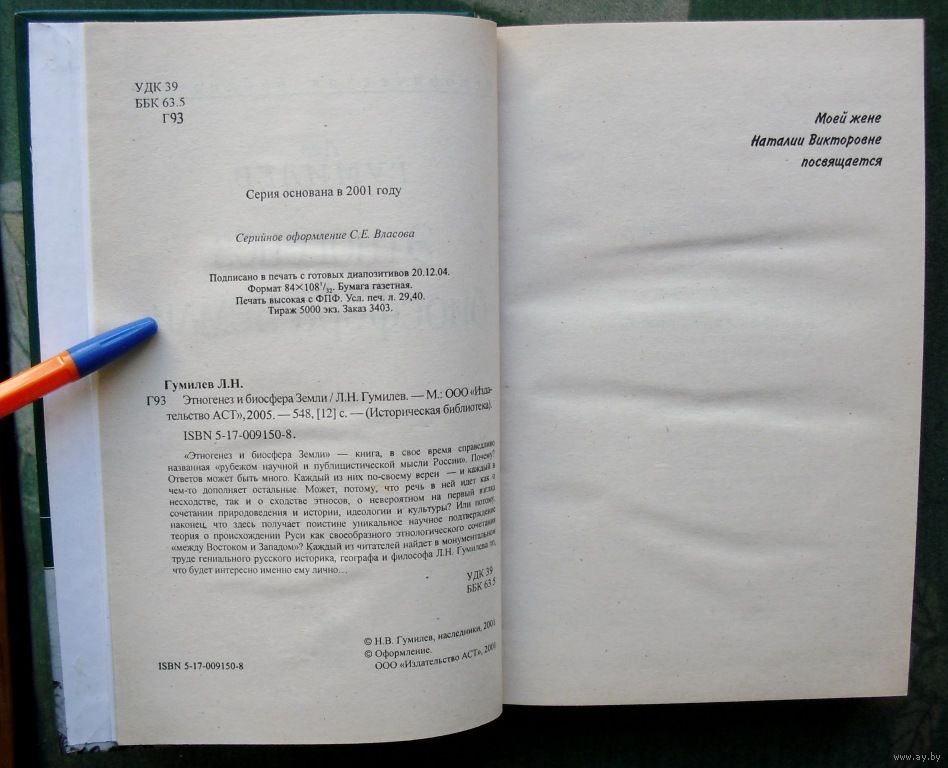 УДК 39
ББК 63.5
Г93
Серия основана в 2001 году
Серийное оформление С.Е. Власова
Подписано в печать с готовых диапозитивов 20.12.04.
Формат 84×108¹/₃₂. Бумага газетная.
Печать высокая с ФПФ. Усл. печ. л. 29,40.
Тираж 5000 экз. Заказ 3403.
Гумилев Л.Н.
Г93 Этногенез и биосфера Земли / Л.Н. Гумилев. — М.: ООО «Изда-
тельство АСТ», 2005. — 548, [12] с. — (Историческая библиотека).
ISBN 5-17-009150-8.
«Этногенез и биосфера Земли» — книга, в свое время справедливо
названная «рубежом научной и публицистической мысли России». Почему?
Ответов может быть много. Каждый из них по-своему верен — и каждый в
чем-то дополняет остальные. Может, потому, что речь в ней идет как о
несходстве, так и о сходстве этносов, о невероятном на первый взгляд
сочетании природоведения и истории, идеологии и культуры? Или потому,
наконец, что здесь получает поистине уникальное научное подтверждение
теория о происхождении Руси как своеобразного этнологического сочетания
«между Востоком и Западом»? Каждый из читателей найдет в монументальном
труде гениального русского историка, географа и философа Л.Н. Гумилева то,
что будет интересно именно ему лично...
УДК 39
ББК 63.5
© Н.В. Гумилев, наследники,
© Оформление.
ООО «Издательство АСТ»,
ISBN 5-17-009150-8
Моей жене
Наталии Викторовне
посвящается
www.ay.by